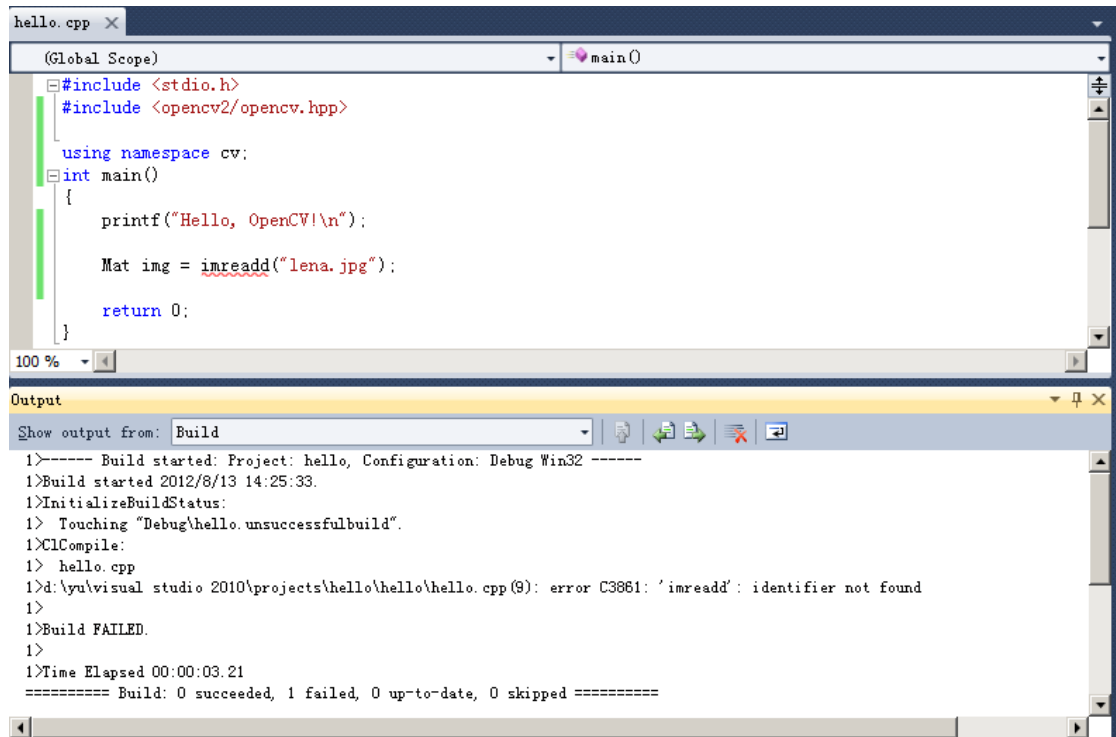 hello.cpp
(Global Scope)
main()
#include <stdio.h>
#include <opencv2/opencv.hpp>
using namespace cv;
int main()
{
printf("Hello, OpenCV!\n");
Mat img = imreadd("lena.jpg");
return 0;
}
100 %
Output
Show output from: Build
1>------ Build started: Project: hello, Configuration: Debug Win32 ------
1>Build started 2012/8/13 14:25:33.
1>InitializeBuildStatus:
1>  Touching "Debug\hello.unsuccessfulbuild".
1>ClCompile:
1>  hello.cpp
1>d:\yu\visual studio 2010\projects\hello\hello\hello.cpp(9): error C3861: 'imreadd': identifier not found
1>
1>Build FAILED.
1>
1>Time Elapsed 00:00:03.21
========== Build: 0 succeeded, 1 failed, 0 up-to-date, 0 skipped ==========